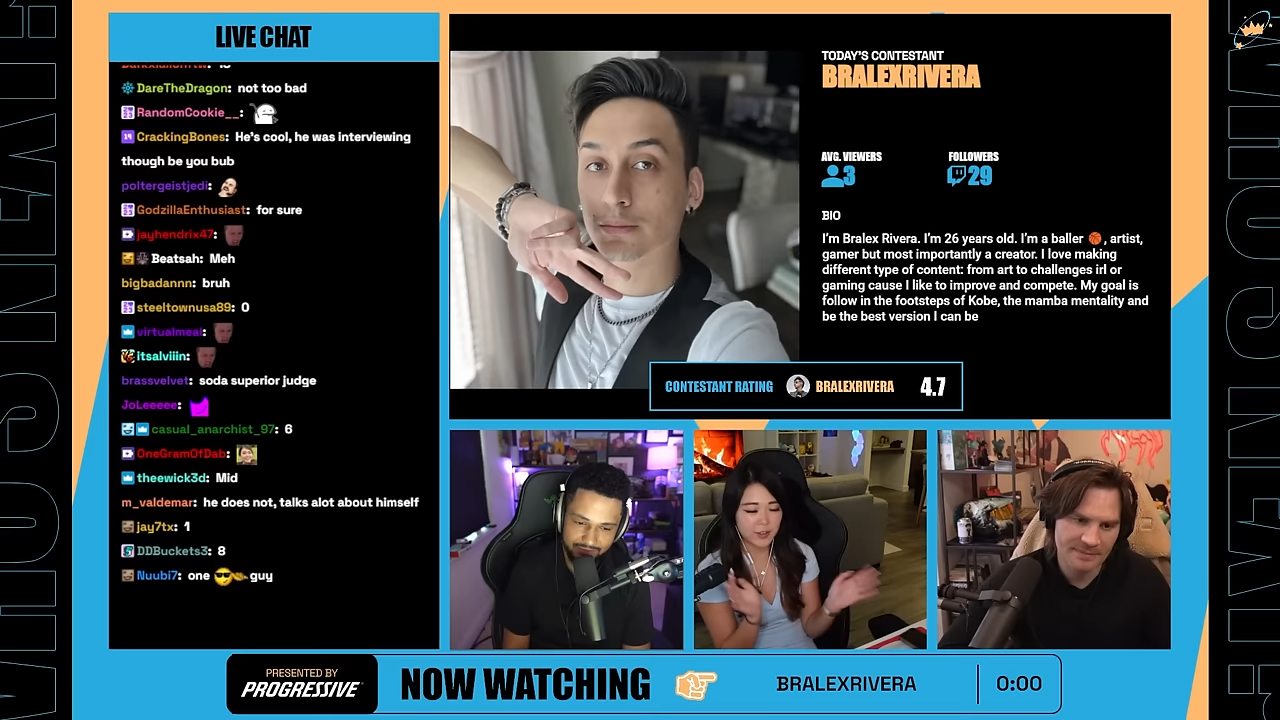 LIVE CHAT
DareTheDragon: not too bad
RandomCookie__:
CrackingBones: He's cool, he was interviewing
though be you bub
poltergeistjedi:
GodzillaEnthusiast: for sure
jayhendrix47:
Beatsah: Meh
bigbadannn: bruh
steeltownusa89: 0
virtualmeal:
itsalviiin:
brassvelvet: soda superior judge
JoLeeeee:
casual_anarchist_97: 6
OneGramOfDab:
theewick3d: Mid
m_valdemar: he does not, talks alot about himself
jay7tx: 1
DDBuckets3: 8
Nuubi7: one guy
TODAY'S CONTESTANT
BRALEXRIVERA
AVG. VIEWERS FOLLOWERS
3 29
BIO
I'm Bralex Rivera. I'm 26 years old. I'm a baller 🏀, artist,
gamer but most importantly a creator. I love making
different type of content: from art to challenges irl or
gaming cause I like to improve and compete. My goal is
follow in the footsteps of Kobe, the mamba mentality and
be the best version I can be
CONTESTANT RATING BRALEXRIVERA 4.7
PRESENTED BY
PROGRESSIVE
NOW WATCHING BRALEXRIVERA 0:00